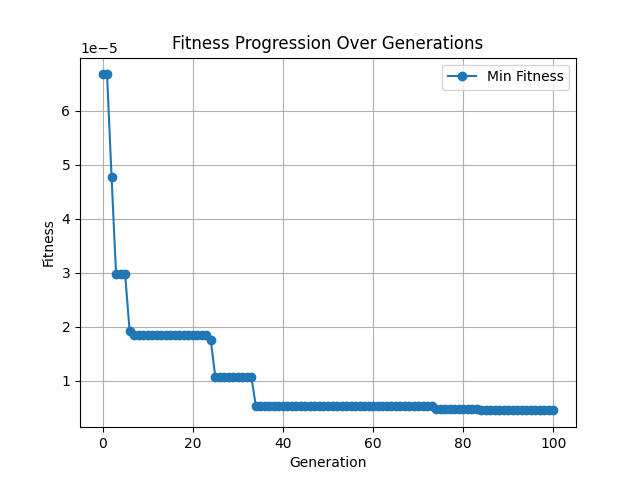 Fitness Progression Over Generations
1e−5
Min Fitness
6
5
4
3
2
1
Fitness
0 20 40 60 80 100
Generation